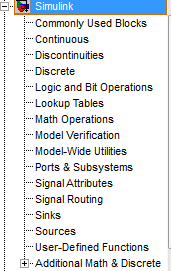 Simulink
Commonly Used Blocks
Continuous
Discontinuities
Discrete
Logic and Bit Operations
Lookup Tables
Math Operations
Model Verification
Model-Wide Utilities
Ports & Subsystems
Signal Attributes
Signal Routing
Sinks
Sources
User-Defined Functions
Additional Math & Discrete